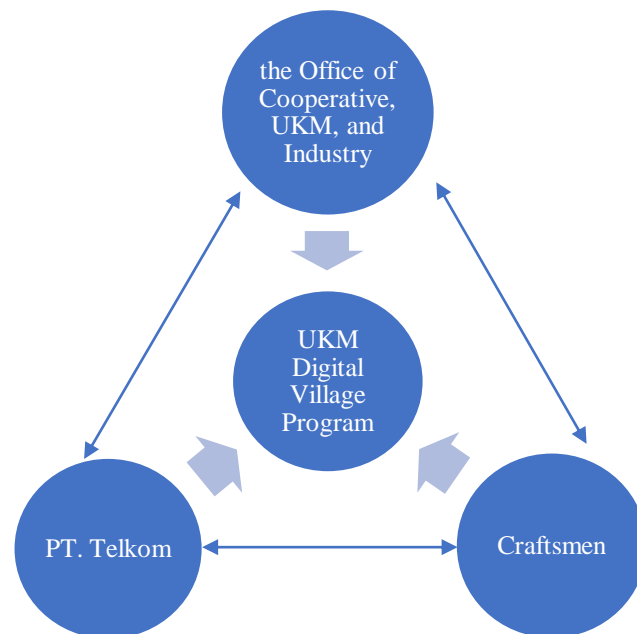 the Office of
Cooperative,
UKM, and
Industry
UKM
Digital
Village
Program
PT. Telkom
Craftsmen